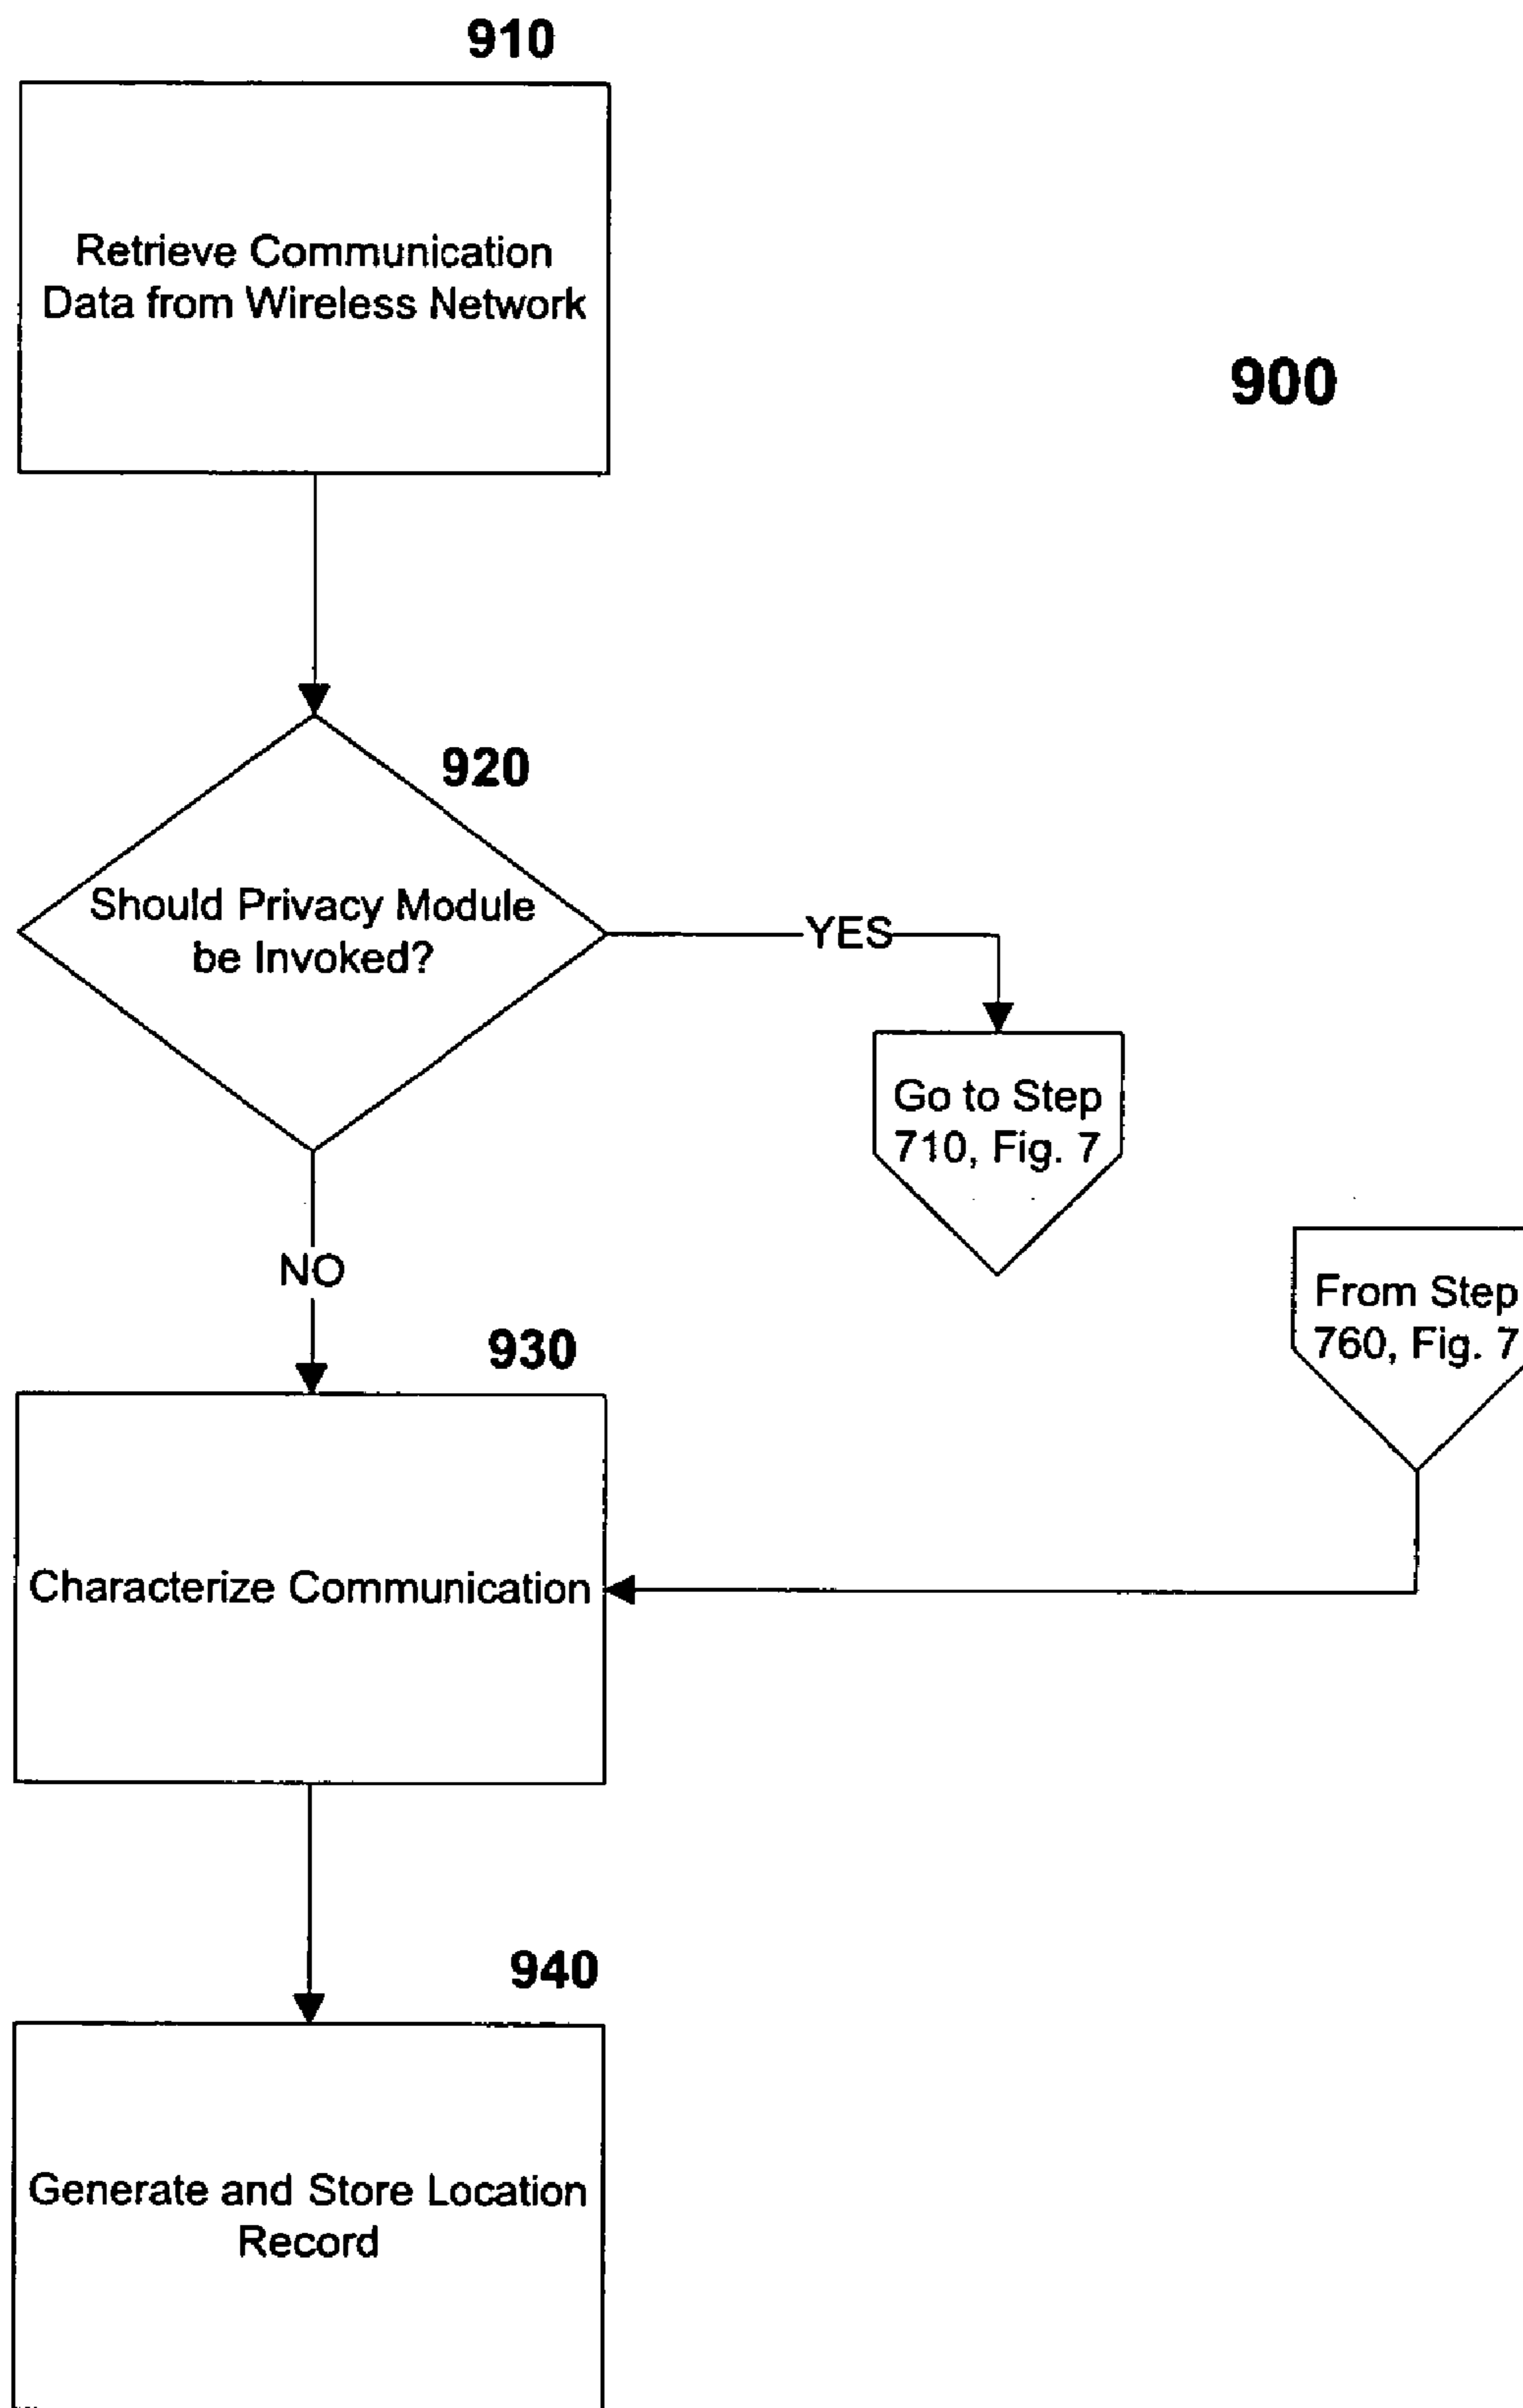 910
Retrieve Communication
Data from Wireless Network
900
920
Should Privacy Module
be Invoked?
YES
Go to Step
710, Fig. 7
NO
From Step
760, Fig. 7
930
Characterize Communication
940
Generate and Store Location
Record